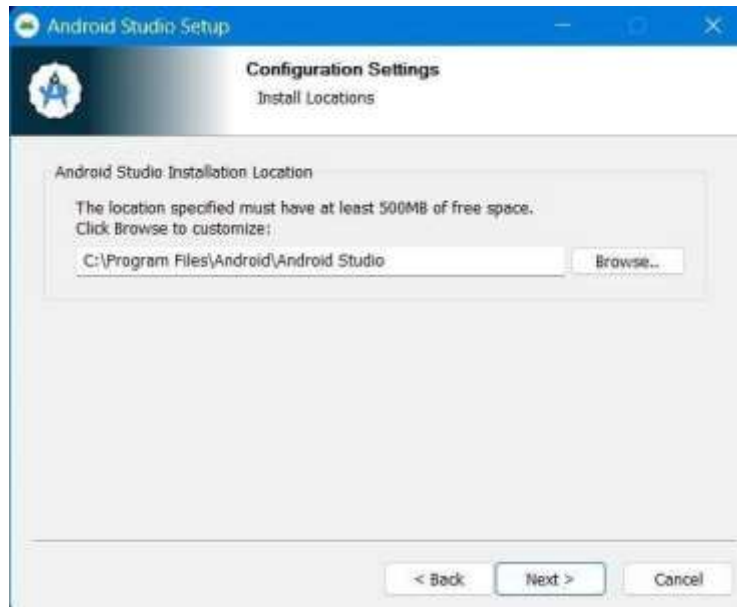 Android Studio Setup
Configuration Settings
Install Locations
Android Studio Installation Location
The location specified must have at least 500MB of free space.
Click Browse to customize:
C:\Program Files\Android\Android Studio
Browse...
< Back
Next >
Cancel